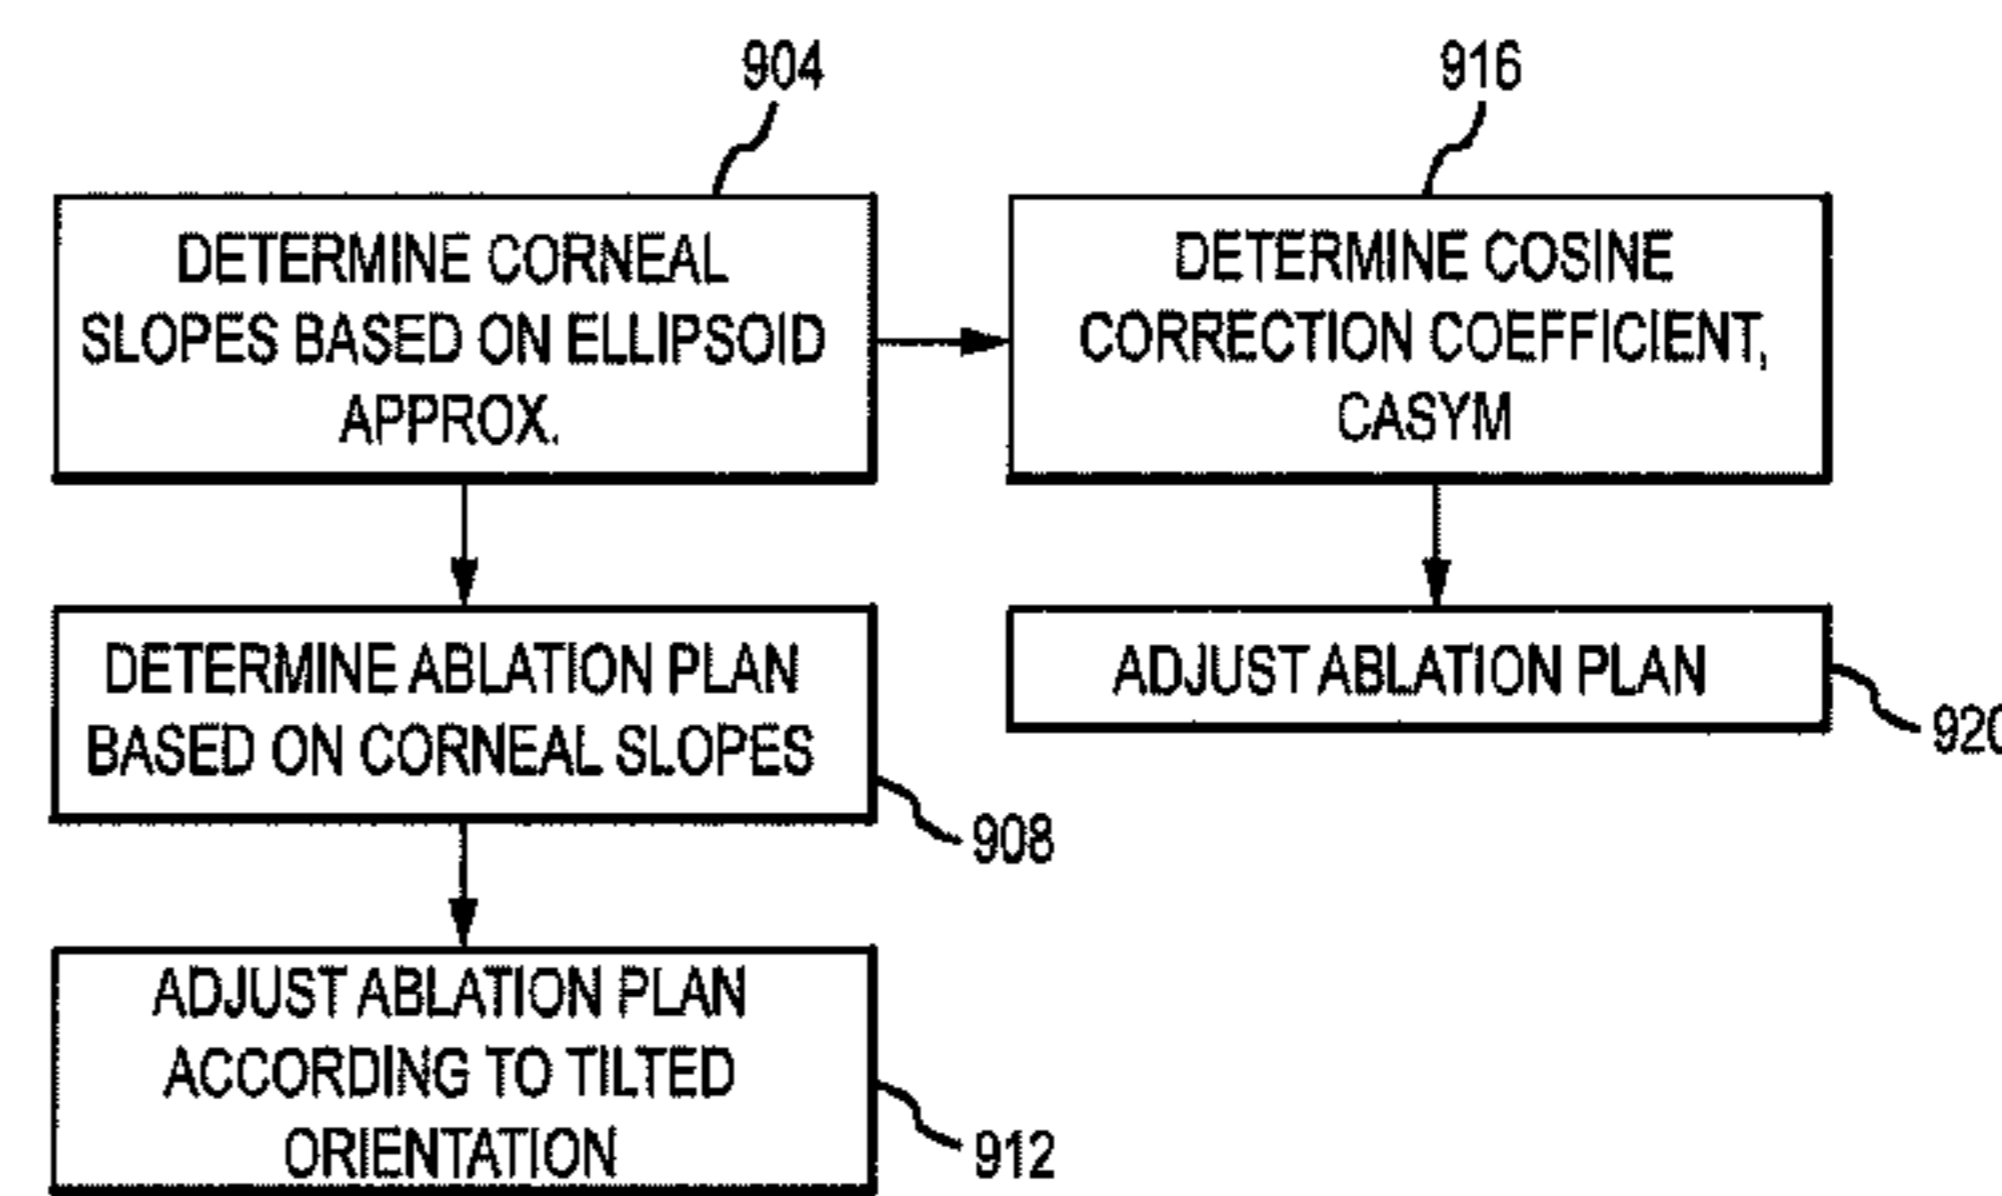 904
916
DETERMINE CORNEAL
SLOPES BASED ON ELLIPSOID
APPROX.
DETERMINE COSINE
CORRECTION COEFFICIENT,
CASYM
DETERMINE ABLATION PLAN
BASED ON CORNEAL SLOPES
908
ADJUST ABLATION PLAN
920
ADJUST ABLATION PLAN
ACCORDING TO TILTED
ORIENTATION
912